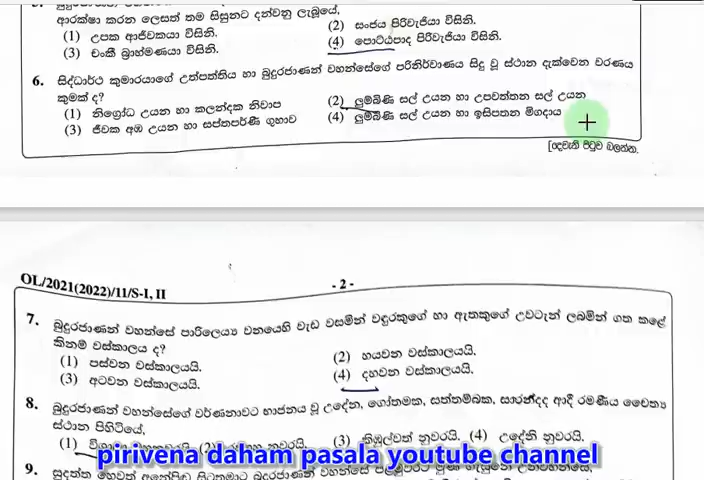 ආරක්ෂා කරන ලෙසත් තම සිසුනට දන්වනු ලැබූයේ,
(1) උපක ආජීවකයා විසිනි. (2) සංජය පිරිවැජියා විසිනි.
(3) චංකී බ්‍රාහ්මණයා විසිනි. (4) පොට්ඨපාද පිරිවැජියා විසිනි.
6. සිද්ධාර්ථ කුමාරයාගේ උත්පත්තිය හා බුදුරජාණන් වහන්සේගේ පරිනිර්වාණය සිදු වූ ස්ථාන දැක්වෙන වරණය
කුමක් ද?
(1) නිග්‍රෝධ උයන හා කලන්දක නිවාප (2) ලුම්බිණි සල් උයන හා උපවත්තන සල් උයන
(3) ජීවක අඹ උයන හා සප්තපර්ණී ගුහාව (4) ලුම්බිණි සල් උයන හා ඉසිපතන මිගදාය
[දෙවැනි පිටුව බලන්න.
OL/2021(2022)/11/S-I, II
- 2 -
7. බුදුරජාණන් වහන්සේ පාරිලෙය්‍ය වනයෙහි වැඩ වසමින් වඳුරකුගේ හා ඇතකුගේ උවටැන් ලබමින් ගත කළේ
කිනම් වස්කාලය ද?
(1) පස්වන වස්කාලයයි. (2) හයවන වස්කාලයයි.
(3) අටවන වස්කාලයයි. (4) දහවන වස්කාලයයි.
8. බුදුරජාණන් වහන්සේගේ වර්ණනාවට භාජනය වූ උදේන, ගෝතමක, සත්තම්බක, සාරන්දද ආදී රමණීය චෛත්‍ය
ස්ථාන පිහිටියේ,
(1) (2) නුවරයි. (3) කිඹුල්වත් නුවරයි. (4) උදේනි නුවරයි.
pirivena daham pasala youtube channel
9. සුදත්ත හෙවත්